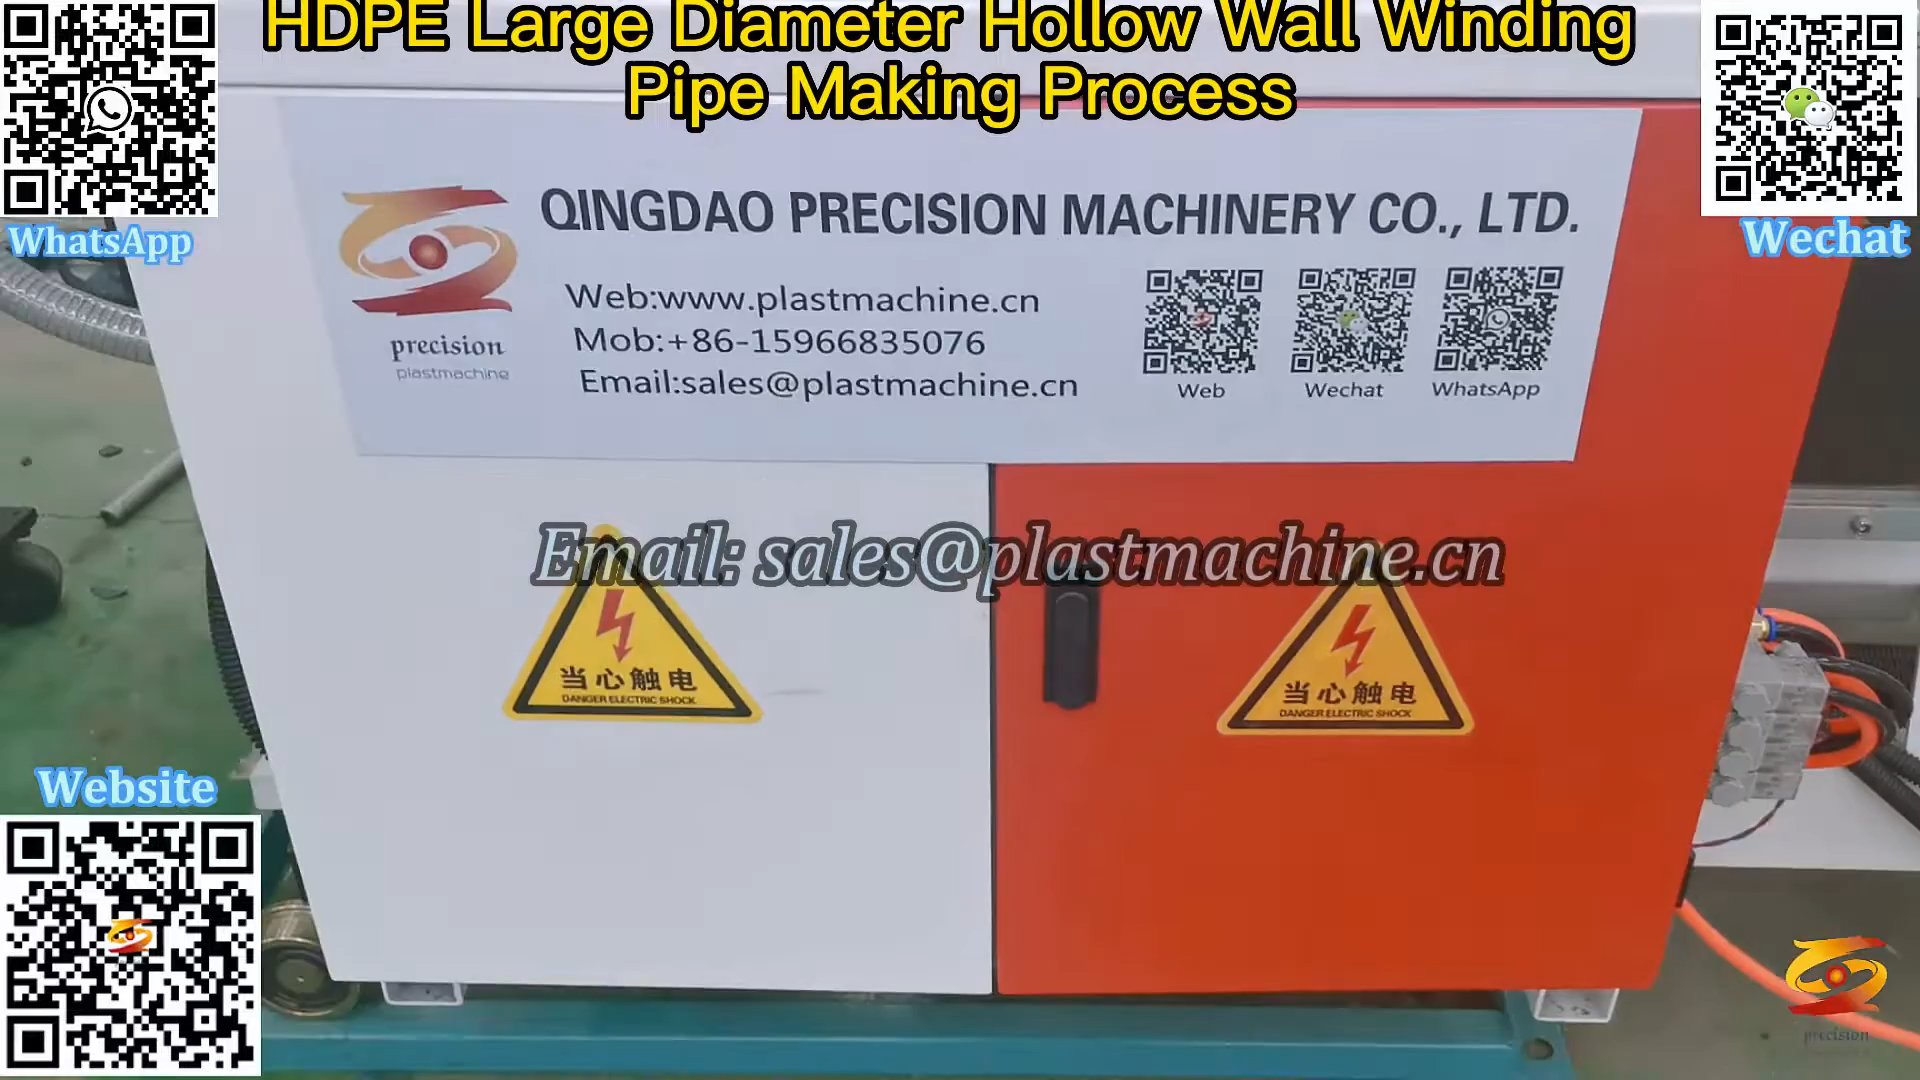 HDPE Large Diameter Hollow Wall Winding
Pipe Making Process
WhatsApp
Wechat
QINGDAO PRECISION MACHINERY CO., LTD.
precision
plastmachine
Web:www.plastmachine.cn
Mob:+86-15966835076
Email:sales@plastmachine.cn
Web
Wechat
WhatsApp
Email: sales@plastmachine.cn
当心触电
DANGER ELECTRIC SHOCK
当心触电
DANGER ELECTRIC SHOCK
Website
precision